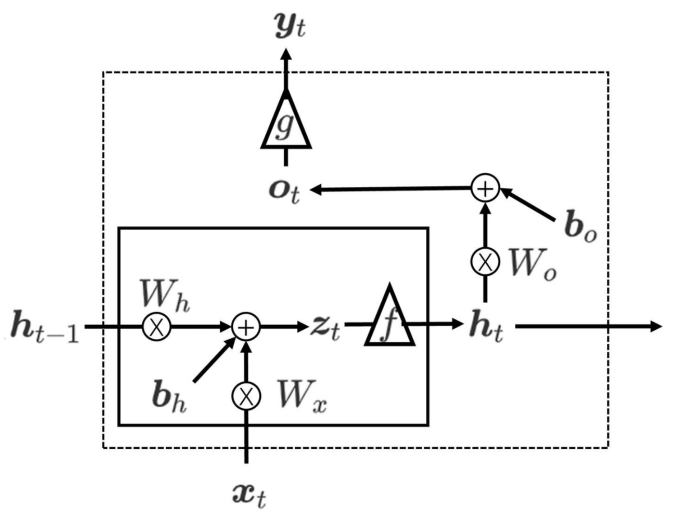 y_t
g
o_t
b_o
W_o
W_h
h_{t-1}
z_t
f
h_t
b_h
W_x
x_t